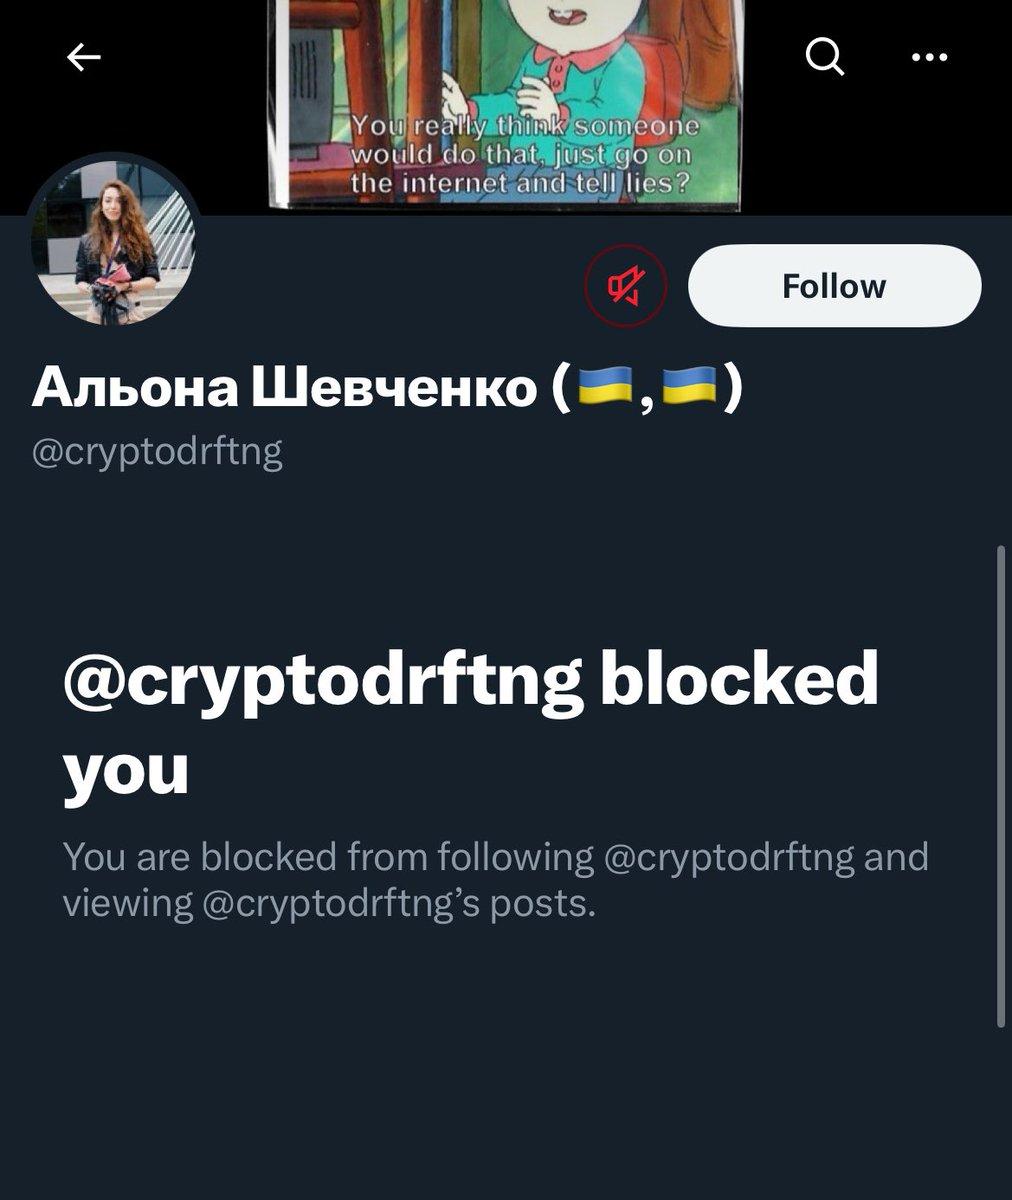 You really think someone
would do that, just go on
the internet and tell lies?
Follow
Альона Шевченко (🇺🇦,🇺🇦)
@cryptodrftng
@cryptodrftng blocked
you
You are blocked from following @cryptodrftng and
viewing @cryptodrftng’s posts.